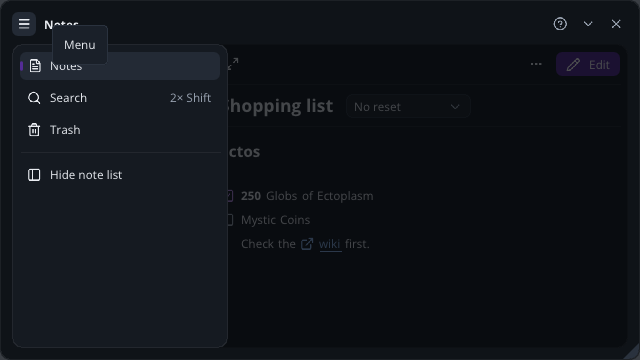 Notes
Menu
Notes
Search 2× Shift
Trash
Hide note list
Edit
Shopping list No reset
ctos
250 Globs of Ectoplasm
Mystic Coins
Check the wiki first.